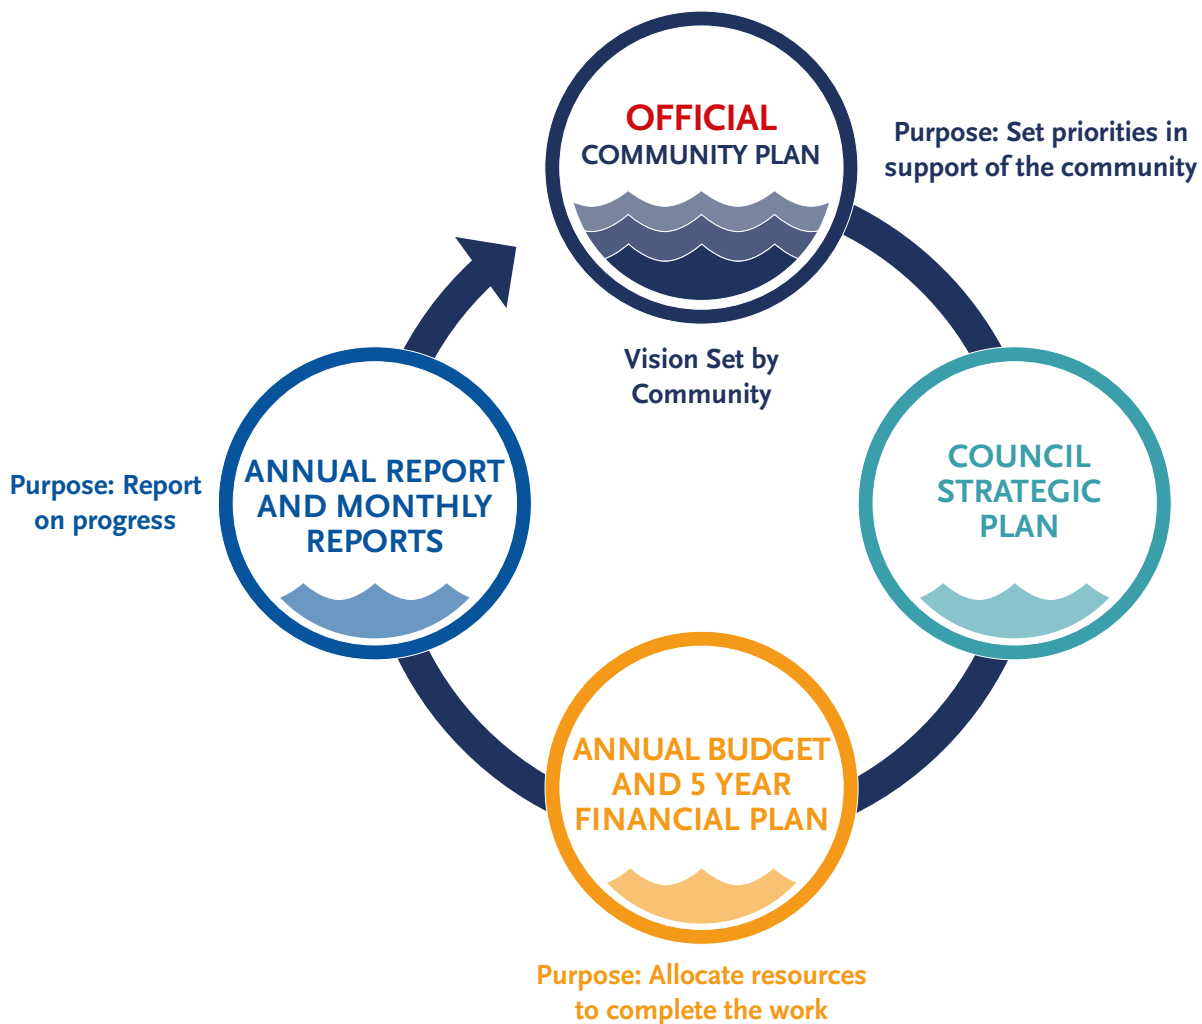 OFFICIAL
COMMUNITY PLAN
Purpose: Set priorities in
support of the community
Vision Set by
Community
COUNCIL
STRATEGIC
PLAN
ANNUAL BUDGET
AND 5 YEAR
FINANCIAL PLAN
Purpose: Allocate resources
to complete the work
ANNUAL REPORT
AND MONTHLY
REPORTS
Purpose: Report
on progress